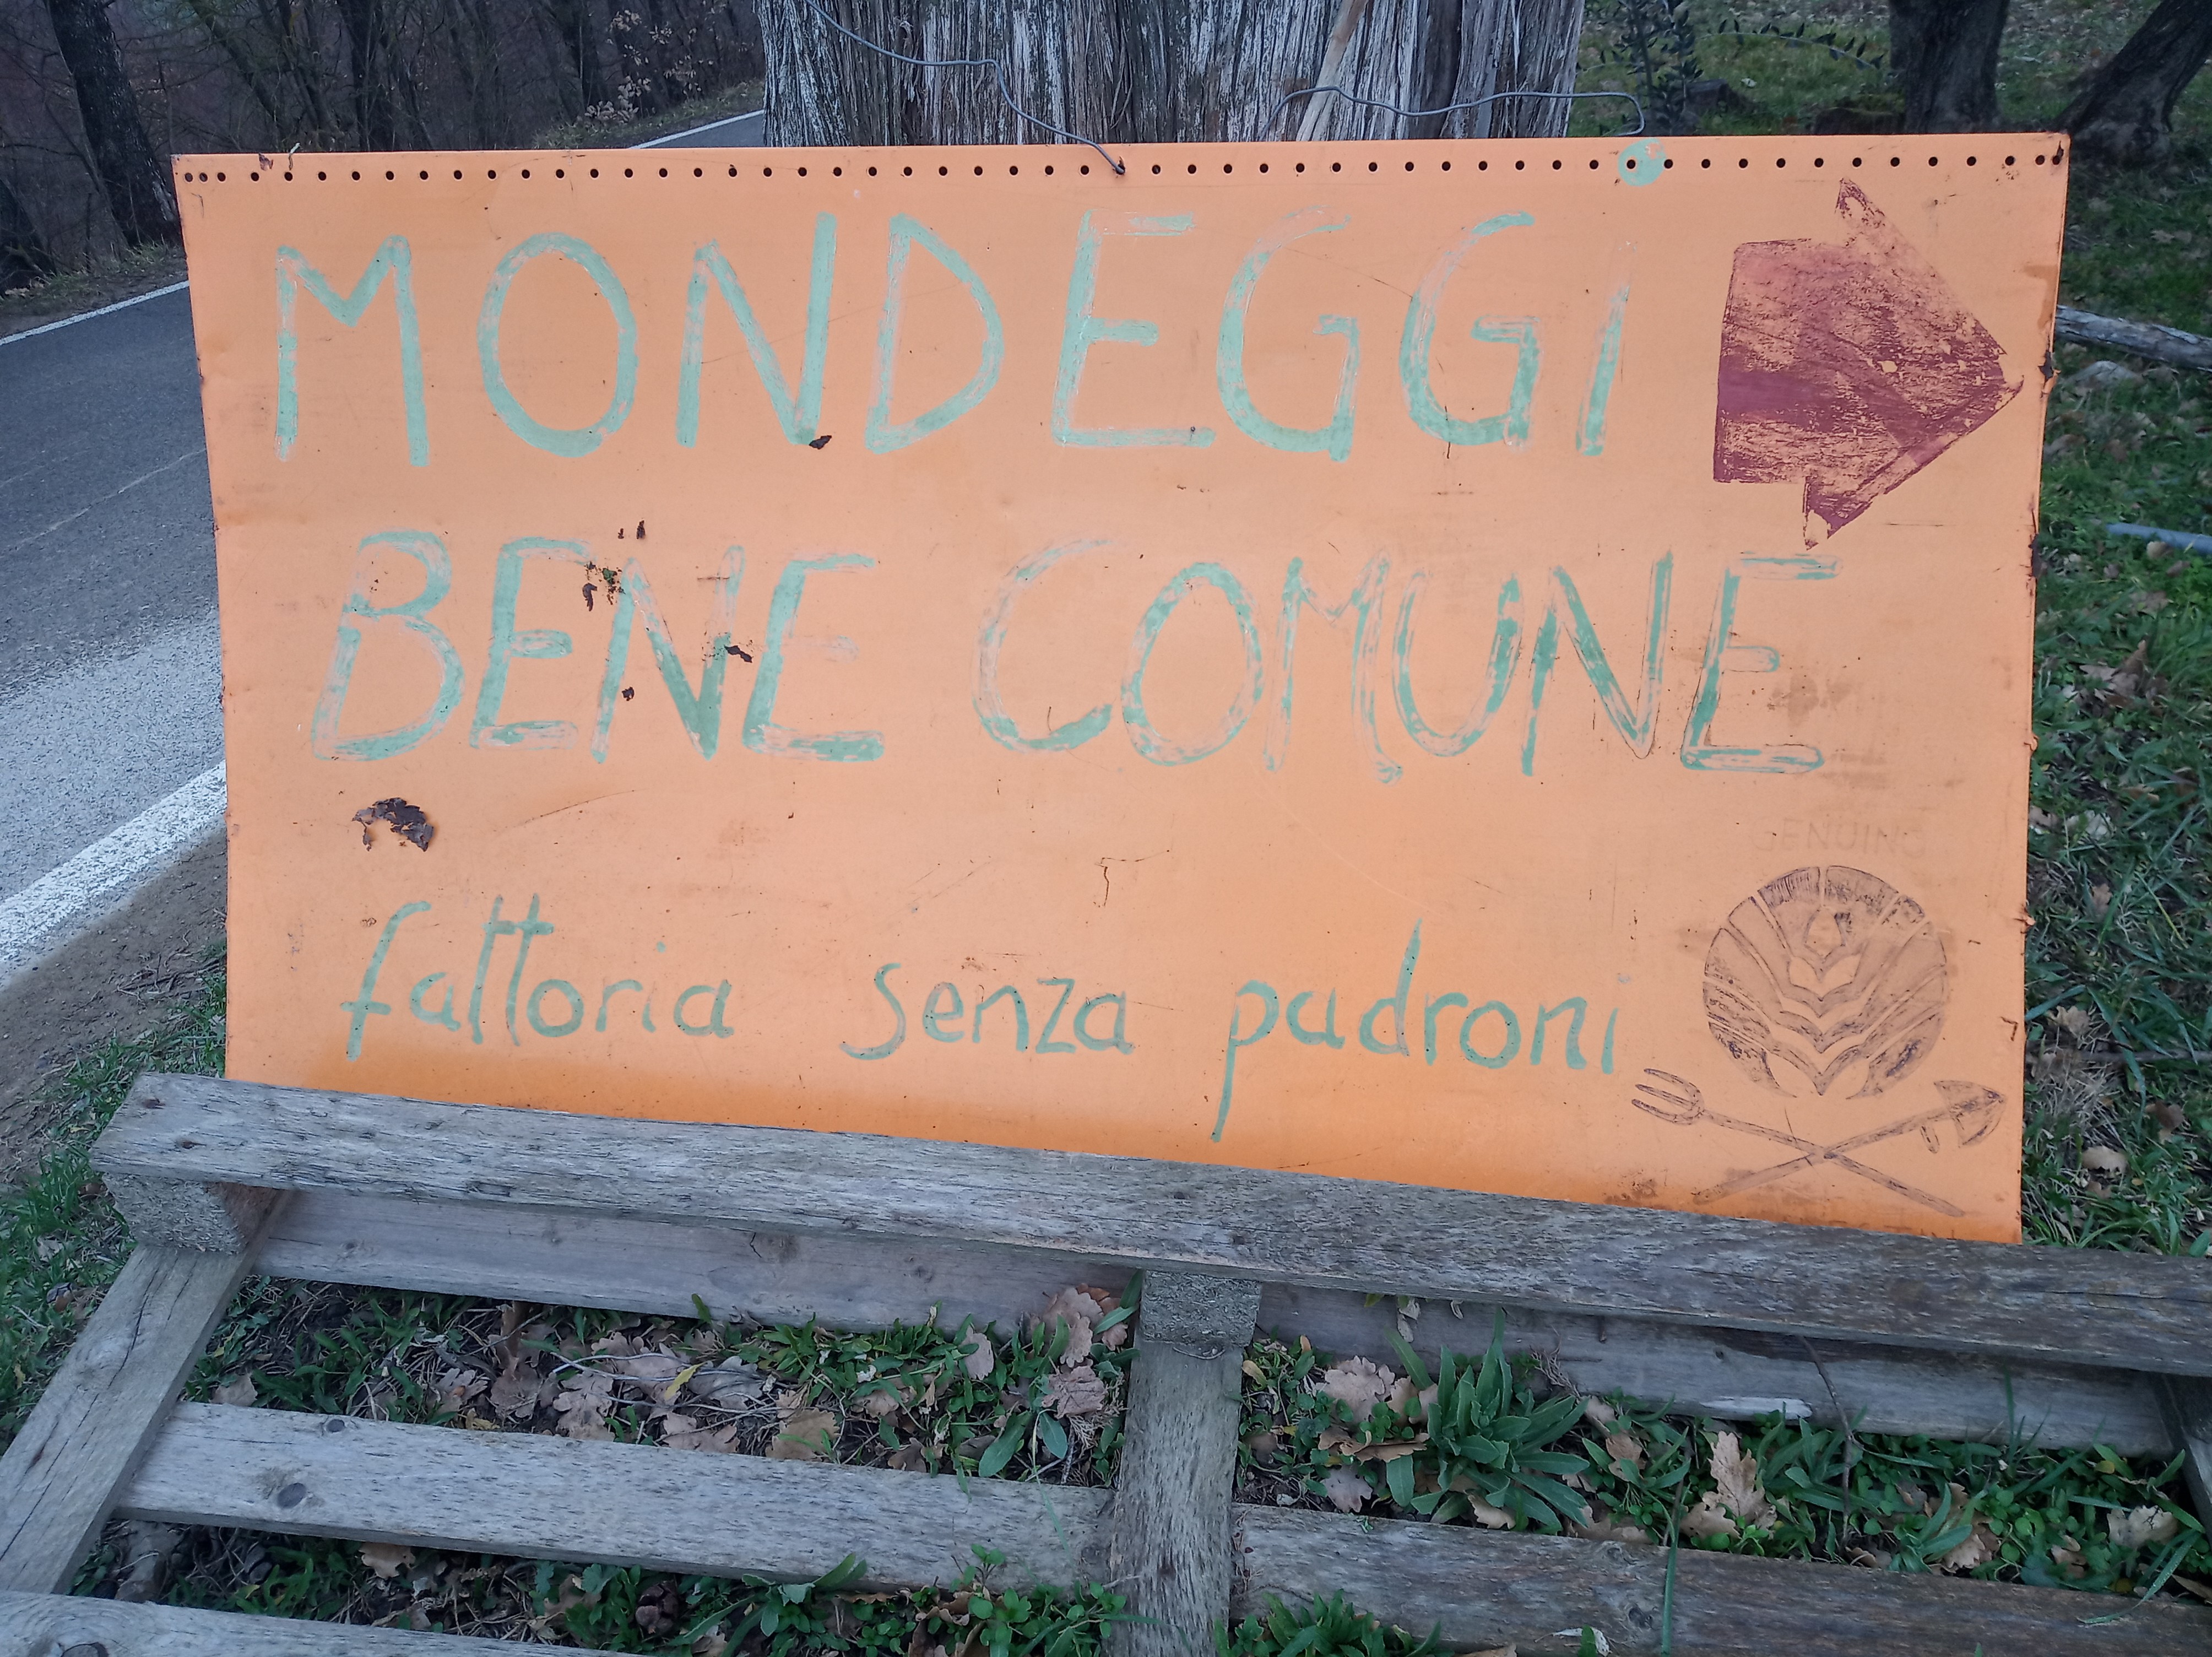 MONDEGGI
BENE COMUNE
fattoria senza padroni